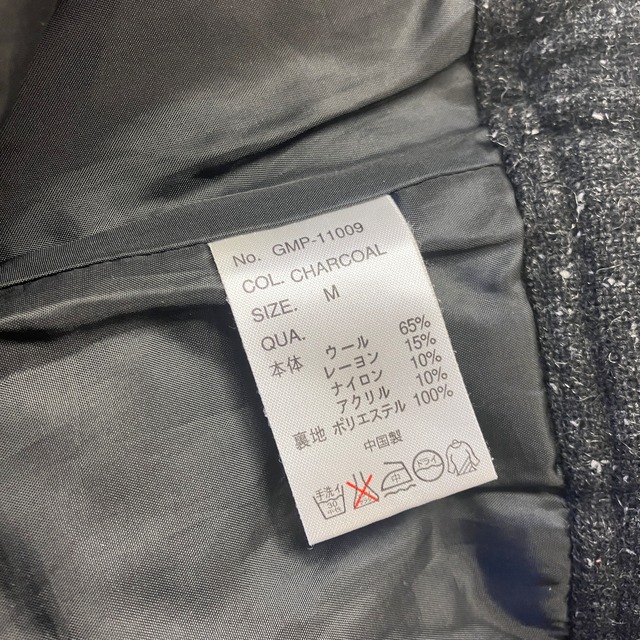 No. GMP-11009
COL. CHARCOAL
SIZE. M
QUA.
本体 ウール 65%
レーヨン 15%
ナイロン 10%
アクリル 10%
裏地 ポリエステル 100%
中国製
手洗イ 30 中 ドライ